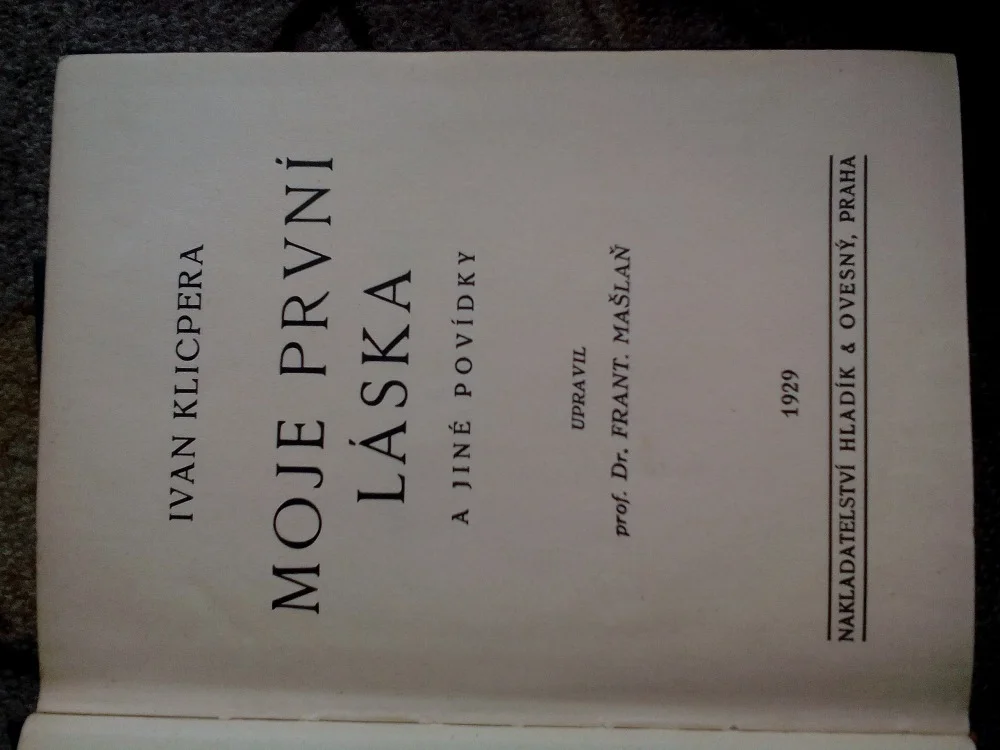 IVAN KLICPERA
MOJE PRVNÍ
LÁSKA
A JINÉ POVÍDKY
UPRAVIL
prof. Dr. FRANT. MAŠLAŇ
1929
NAKLADATELSTVÍ HLADÍK & OVESNÝ, PRAHA